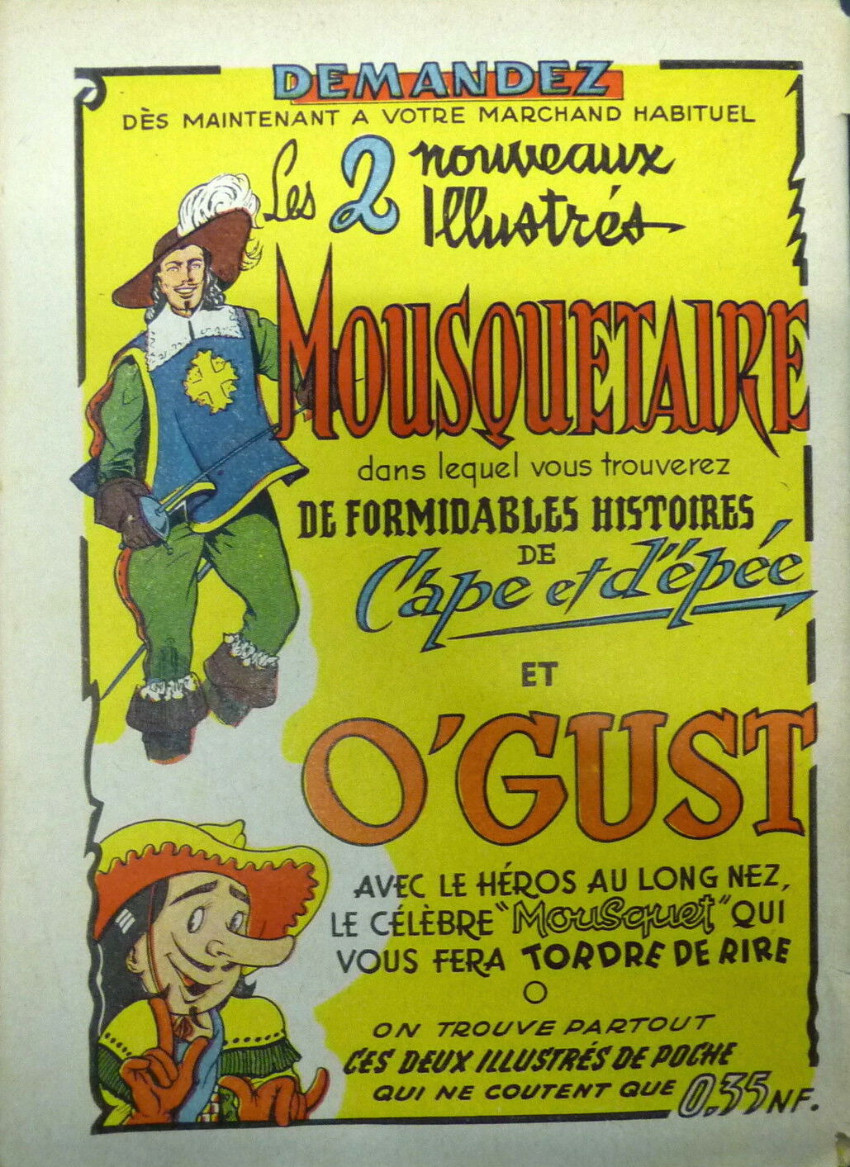 DEMANDEZ
DÈS MAINTENANT A VOTRE MARCHAND HABITUEL
Les 2 nouveaux
Illustrés
MOUSQUETAIRE
dans lequel vous trouverez
DE FORMIDABLES HISTOIRES
DE
Cape et d'épée
ET
O'GUST
AVEC LE HÉROS AU LONG NEZ,
LE CÉLÈBRE "MouSquet" QUI
VOUS FERA TORDRE DE RIRE
ON TROUVE PARTOUT
CES DEUX ILLUSTRÉS DE POCHE
QUI NE COUTENT QUE 0.35 NF.